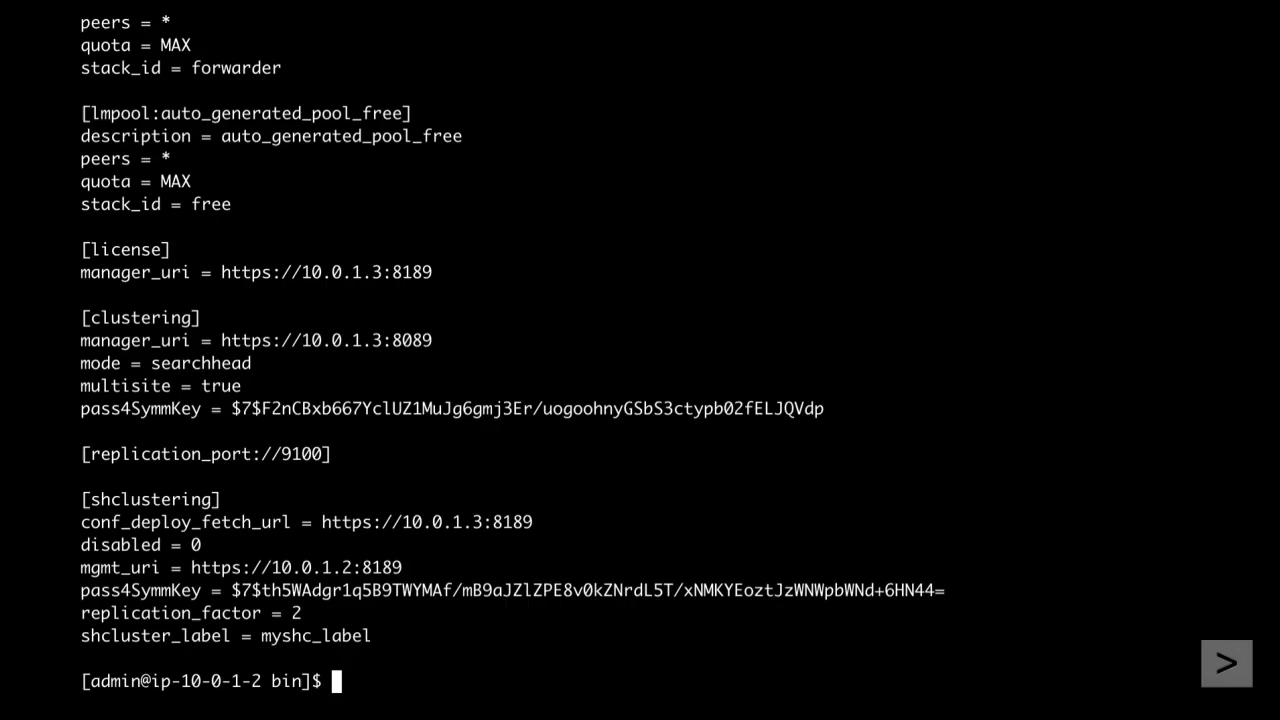 peers = *
quota = MAX
stack_id = forwarder
[lmpool:auto_generated_pool_free]
description = auto_generated_pool_free
peers = *
quota = MAX
stack_id = free
[license]
manager_uri = https://10.0.1.3:8189
[clustering]
manager_uri = https://10.0.1.3:8089
mode = searchhead
multisite = true
pass4SymmKey = $7$F2nCBxb667YclUZ1MuJg6gmj3Er/uogoohnyGSbS3ctypb02fELJQVdp
[replication_port://9100]
[shclustering]
conf_deploy_fetch_url = https://10.0.1.3:8189
disabled = 0
mgmt_uri = https://10.0.1.2:8189
pass4SymmKey = $7$th5WAdgr1q5B9TWYMAf/mB9aJZlZPE8v0kZNrdL5T/xNMKYEoztJzWNWpbWNd+6HN44=
replication_factor = 2
shcluster_label = myshc_label
[admin@ip-10-0-1-2 bin]$
>